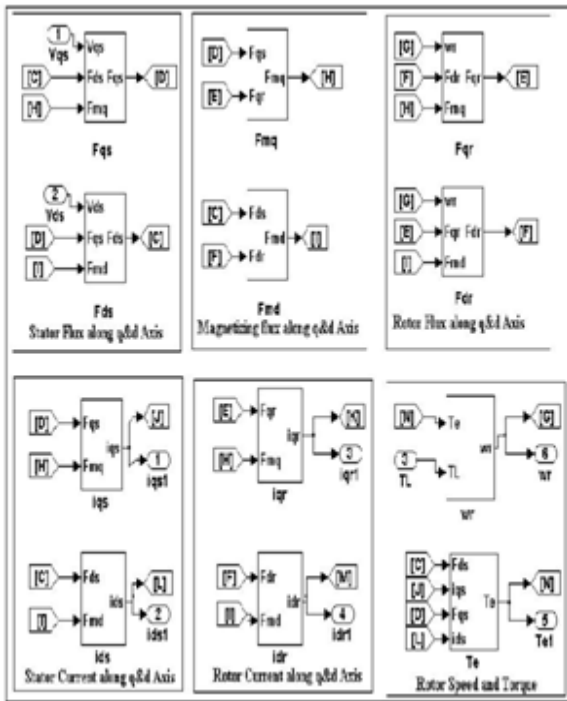 1
Vqs
Vqs
[C] Fds Fqs [D]
[H] Fmq
Fqs
2
Vds
Vds
[D] Fqs Fds [C]
[I] Fmd
Fds
Stator Flux along q&d Axis
[D] Fqs
Fmq [H]
[E] Fqr
Fmq
[C] Fds
Fmd [I]
[F] Fdr
Fmd
Magnetizing flux along q&d Axis
[G] wr
[F] Fdr Fqr [E]
[H] Fmq
Fqr
[G] wr
[E] Fqr Fdr [F]
[I] Fmd
Fdr
Rotor Flux along q&d Axis
[D] Fqs [J]
iqs
[H] Fmq 1
iqs iqs1
[C] Fds [L]
ids
[I] Fmd 2
ids ids1
Stator Current along q&d Axis
[E] Fqr [K]
iqr
[H] Fmq 3
iqr iqr1
[F] Fdr [M]
idr
[I] Fmd 4
idr idr1
Rotor Current along q&d Axis
[N] Te [G]
wr
3 TL 6
TL wr
wr
[C] Fds
[J] iqs [N]
Te
[D] Fqs 5
[L] ids Te1
Te
Rotor Speed and Torque